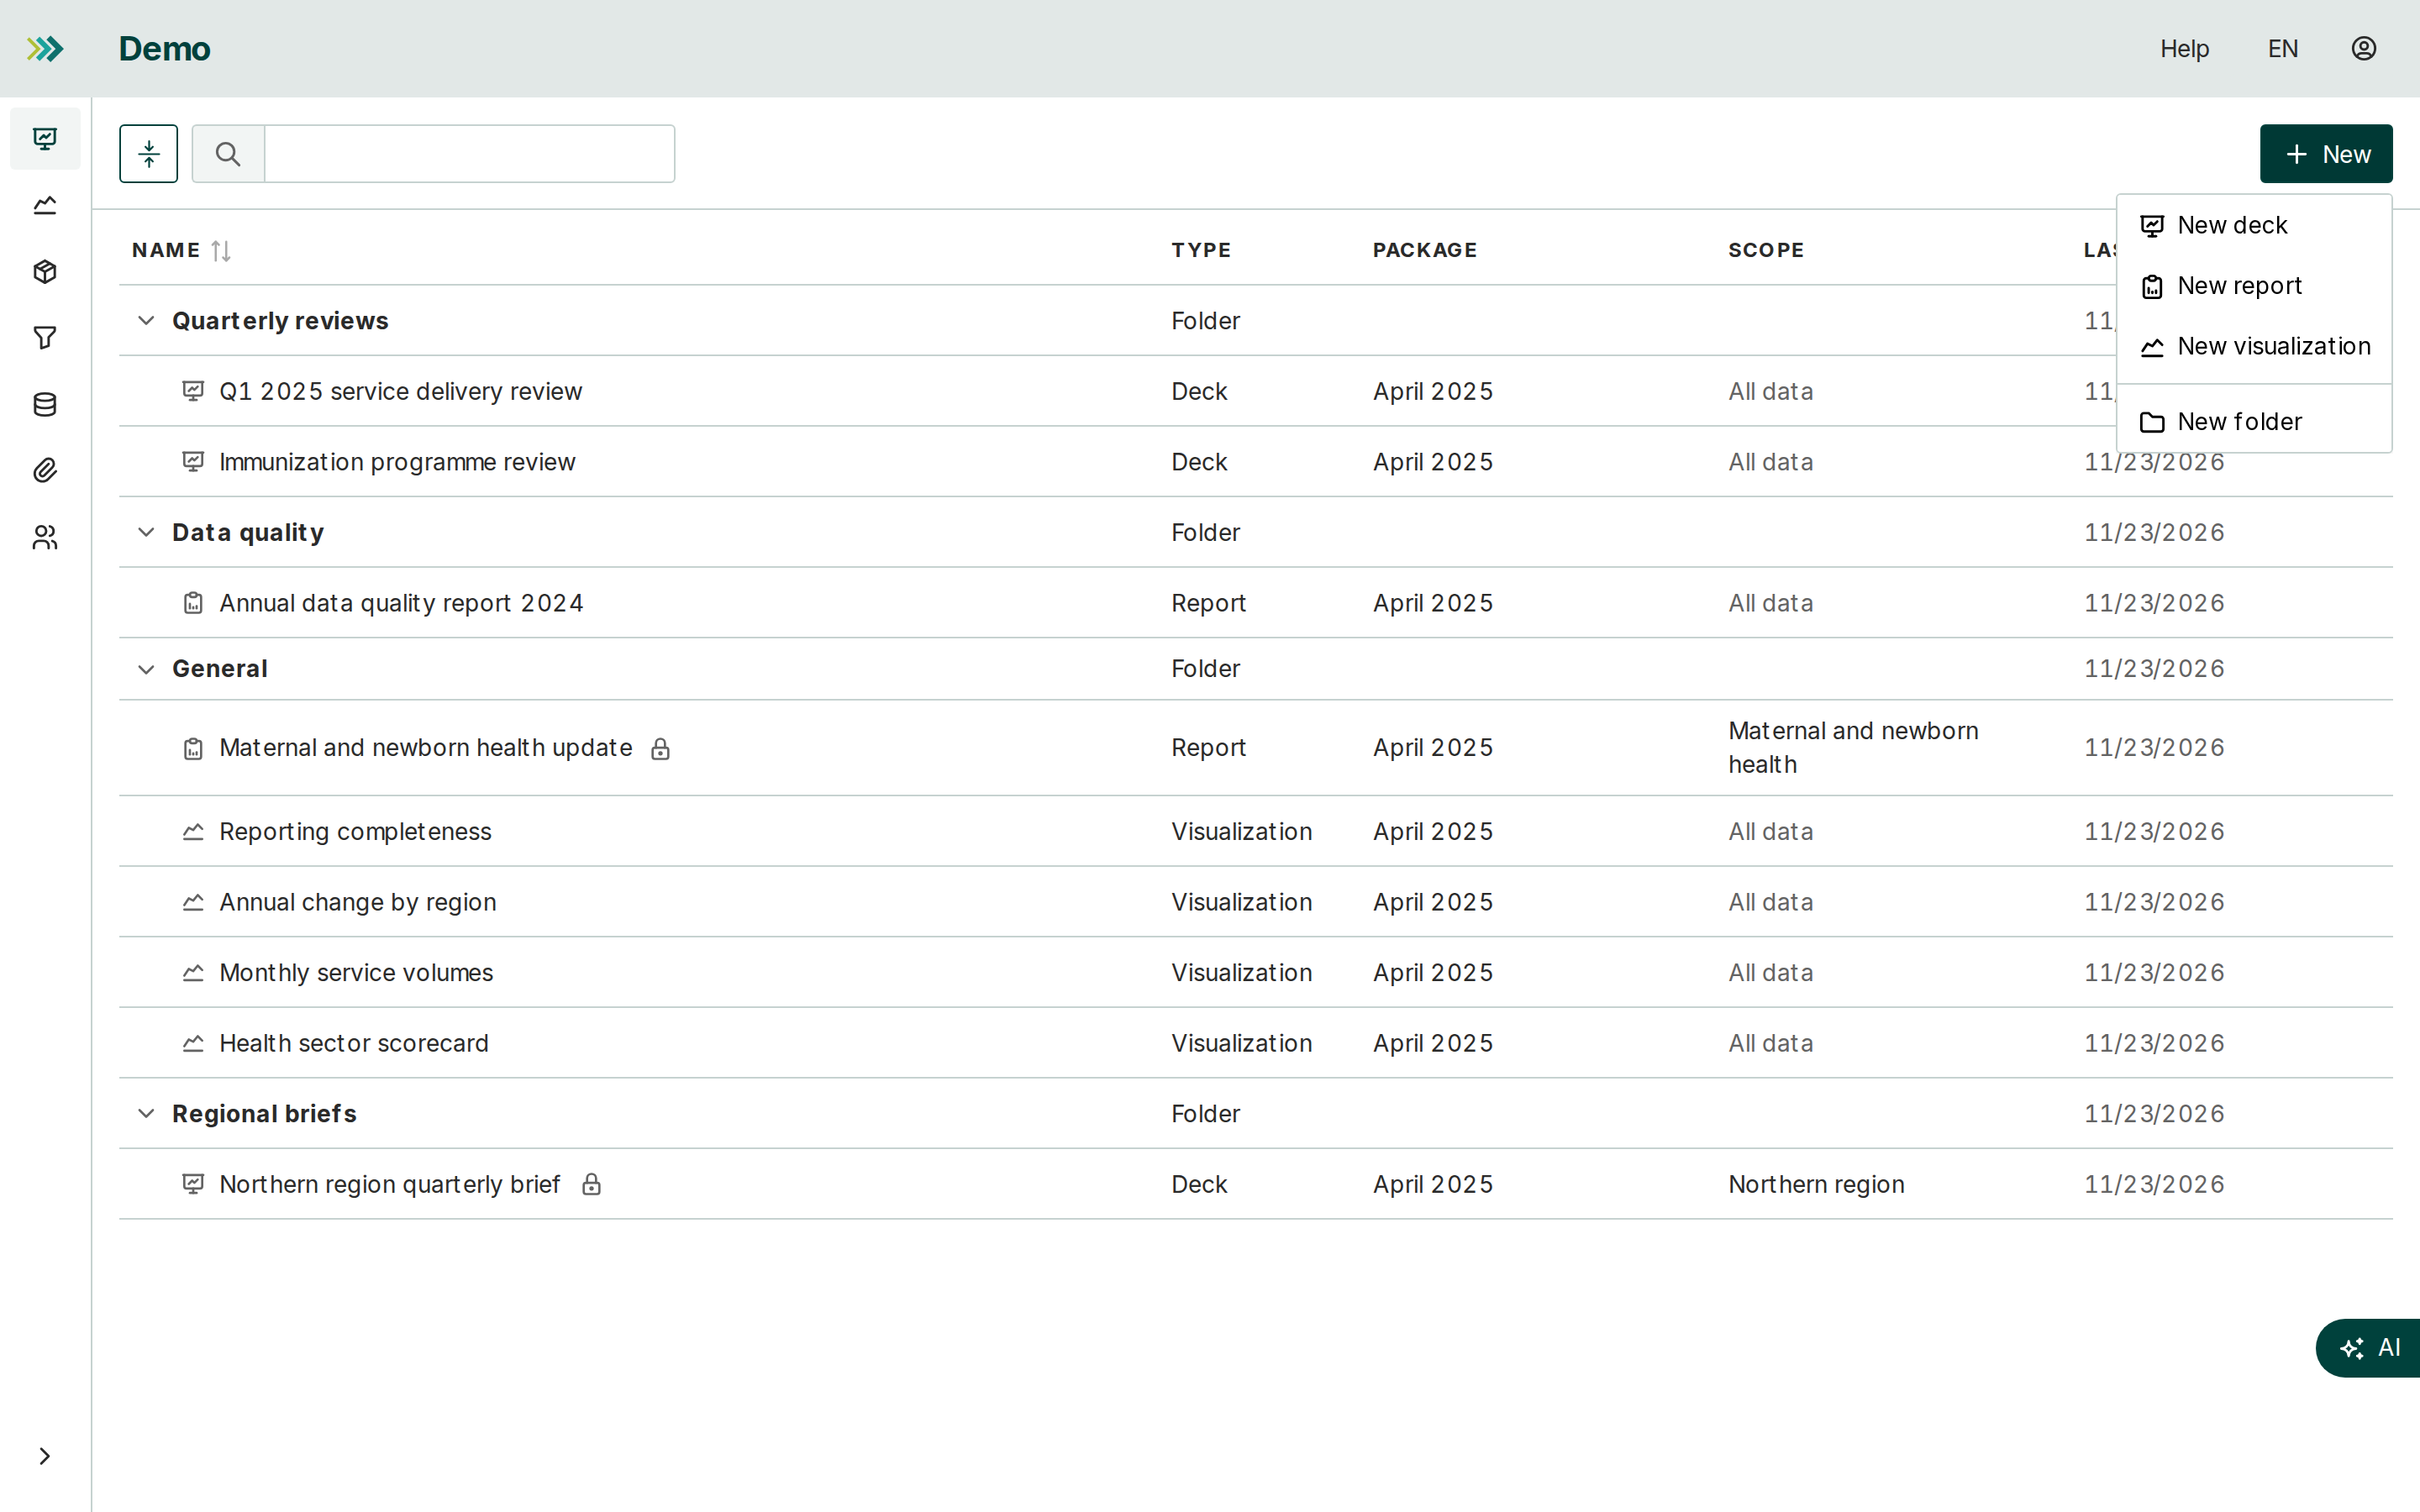 Demo
Help
EN
New
New deck
New report
New visualization
New folder
NAME TYPE PACKAGE SCOPE
Quarterly reviews Folder
Q1 2025 service delivery review Deck April 2025 All data
Immunization programme review Deck April 2025 All data 11/23/2026
Data quality Folder 11/23/2026
Annual data quality report 2024 Report April 2025 All data 11/23/2026
General Folder 11/23/2026
Maternal and newborn health update Report April 2025 Maternal and newborn
health 11/23/2026
Reporting completeness Visualization April 2025 All data 11/23/2026
Annual change by region Visualization April 2025 All data 11/23/2026
Monthly service volumes Visualization April 2025 All data 11/23/2026
Health sector scorecard Visualization April 2025 All data 11/23/2026
Regional briefs Folder 11/23/2026
Northern region quarterly brief Deck April 2025 Northern region 11/23/2026
AI